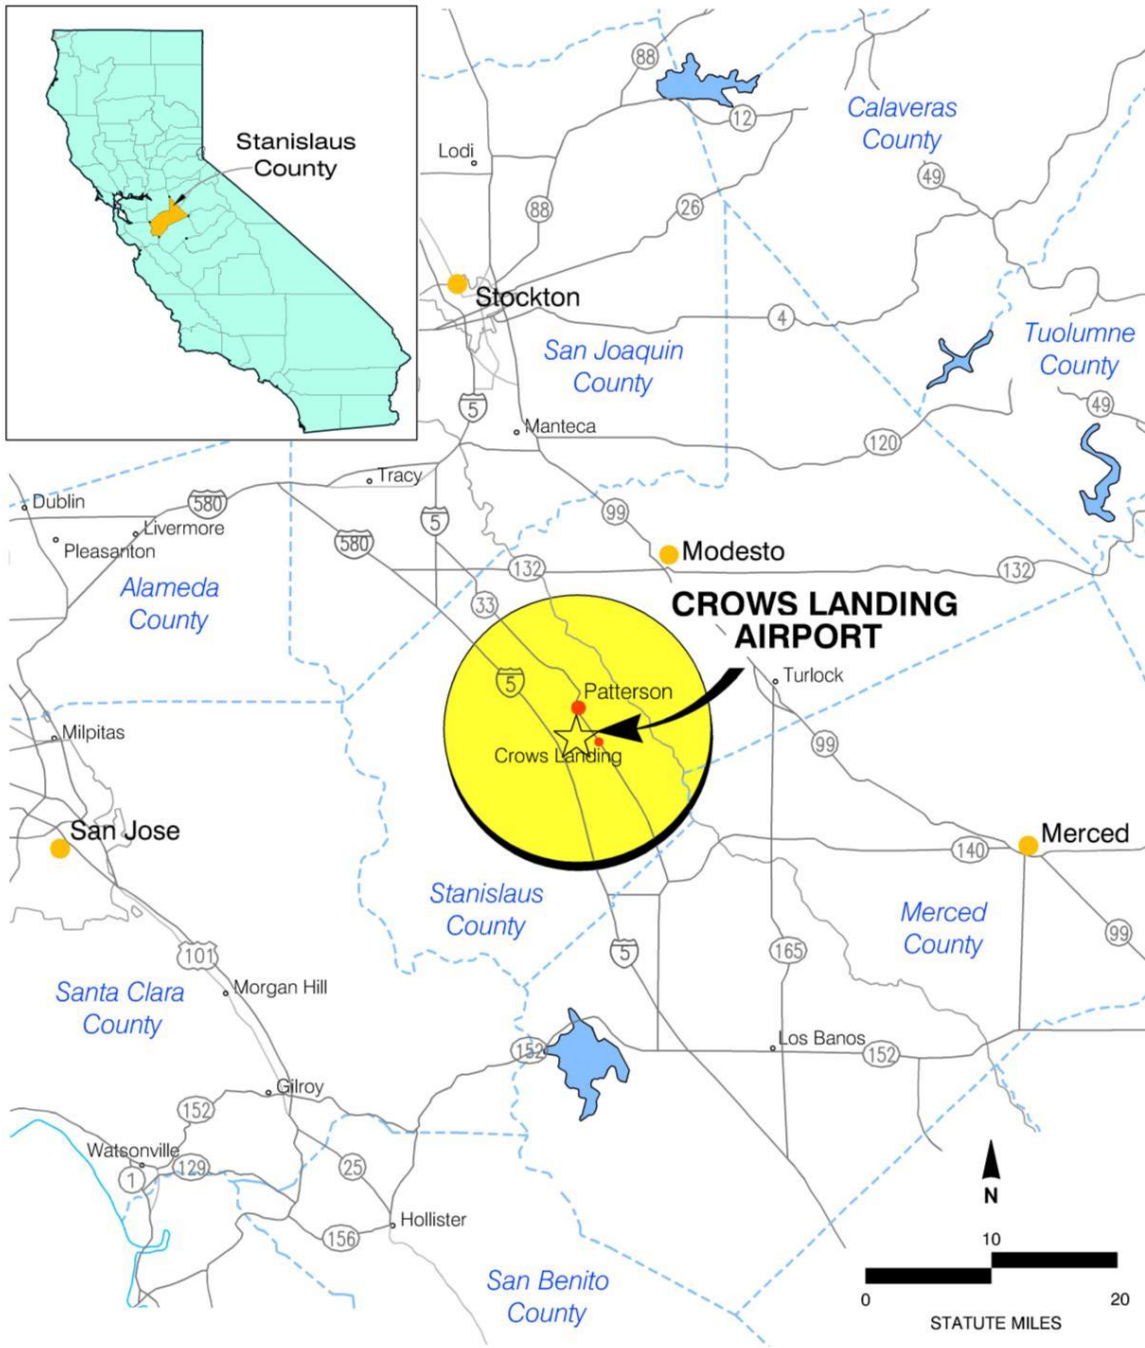 Stanislaus
County
88
12
Calaveras
County
Lodi
49
88
26
Stockton
4
San Joaquin
County
Tuolumne
County
5
49
Manteca
120
Tracy
Dublin
580
99
5
Livermore
580
Pleasanton
Modesto
132
132
Alameda
County
33
CROWS LANDING
AIRPORT
5
Patterson
Turlock
Milpitas
99
Crows Landing
San Jose
Merced
140
Stanislaus
County
Merced
County
99
101
5
165
Santa Clara
County
Morgan Hill
152
Los Banos
152
Gilroy
152
Watsonville
1
129
25
N
Hollister
156
10
San Benito
County
0
20
STATUTE MILES